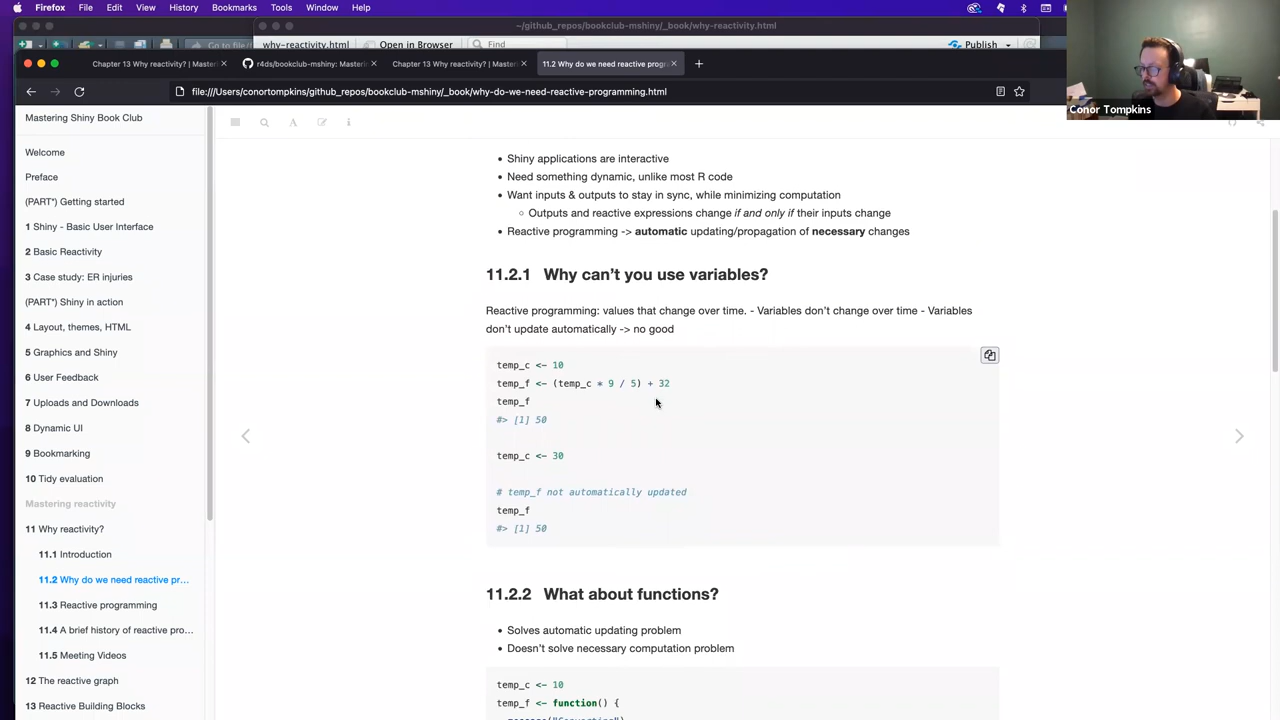 Firefox File Edit View History Bookmarks Tools Window Help
~/github_repos/bookclub-mshiny/_book/why-reactivity.html
Go to file/
why-reactivity.html Open in Browser Find Publish
Chapter 13 Why reactivity? | Masteri r4ds/bookclub-mshiny: Masterin Chapter 13 Why reactivity? | Masteri 11.2 Why do we need reactive progr
file:///Users/conortompkins/github_repos/bookclub-mshiny/_book/why-do-we-need-reactive-programming.html
Conor Tompkins
Mastering Shiny Book Club
Welcome
Preface
(PART*) Getting started
1 Shiny - Basic User Interface
2 Basic Reactivity
3 Case study: ER injuries
(PART*) Shiny in action
4 Layout, themes, HTML
5 Graphics and Shiny
6 User Feedback
7 Uploads and Downloads
8 Dynamic UI
9 Bookmarking
10 Tidy evaluation
Mastering reactivity
11 Why reactivity?
11.1 Introduction
11.2 Why do we need reactive pr...
11.3 Reactive programming
11.4 A brief history of reactive pro...
11.5 Meeting Videos
12 The reactive graph
13 Reactive Building Blocks
• Shiny applications are interactive
• Need something dynamic, unlike most R code
• Want inputs & outputs to stay in sync, while minimizing computation
○ Outputs and reactive expressions change if and only if their inputs change
• Reactive programming -> automatic updating/propagation of necessary changes
11.2.1 Why can't you use variables?
Reactive programming: values that change over time. - Variables don't change over time - Variables
don't update automatically -> no good
temp_c <- 10
temp_f <- (temp_c * 9 / 5) + 32
temp_f
#> [1] 50
temp_c <- 30
# temp_f not automatically updated
temp_f
#> [1] 50
11.2.2 What about functions?
• Solves automatic updating problem
• Doesn't solve necessary computation problem
temp_c <- 10
temp_f <- function() {
message("Converting")